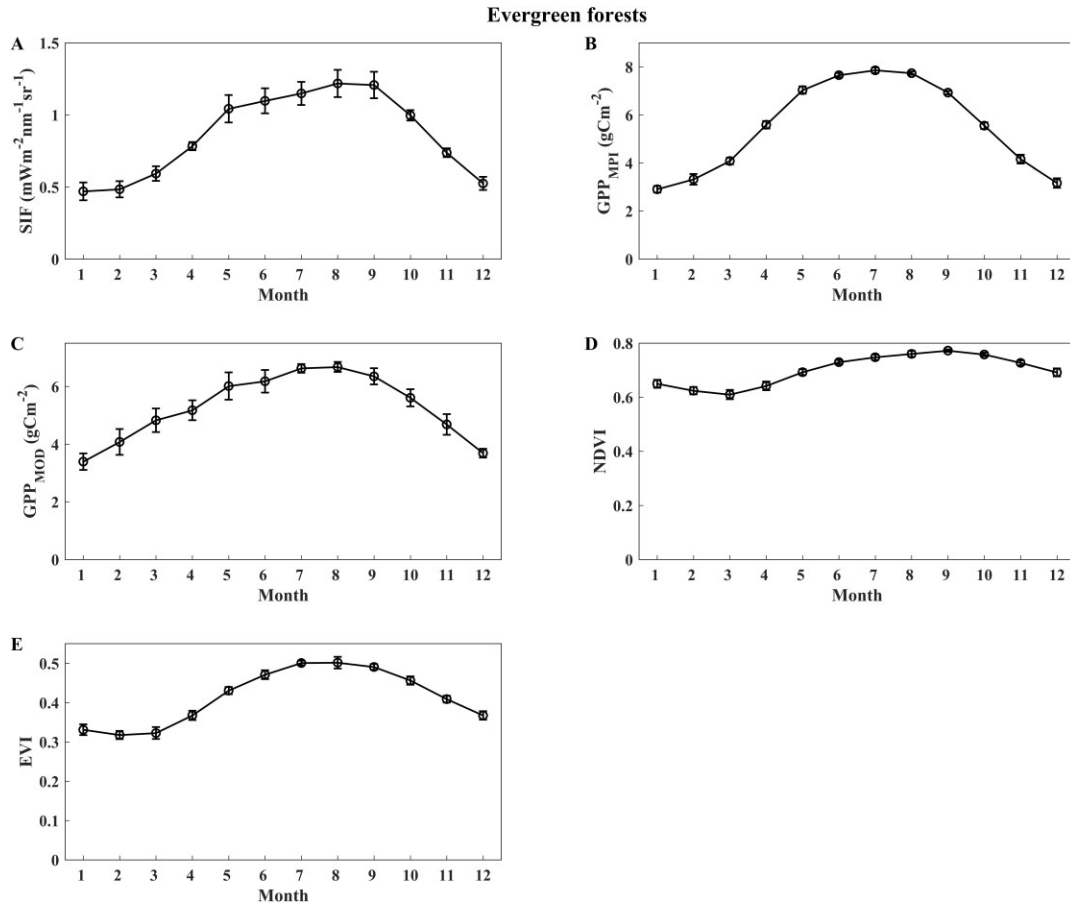 Evergreen forests
A
1.5
1
0.5
0
SIF (mWm⁻²nm⁻¹sr⁻¹)
1 2 3 4 5 6 7 8 9 10 11 12
Month
B
8
6
4
2
0
GPP_MPI (gCm⁻²)
1 2 3 4 5 6 7 8 9 10 11 12
Month
C
6
4
2
0
GPP_MOD (gCm⁻²)
1 2 3 4 5 6 7 8 9 10 11 12
Month
D
0.8
0.6
0.4
0.2
0
NDVI
1 2 3 4 5 6 7 8 9 10 11 12
Month
E
0.5
0.4
0.3
0.2
0.1
0
EVI
1 2 3 4 5 6 7 8 9 10 11 12
Month